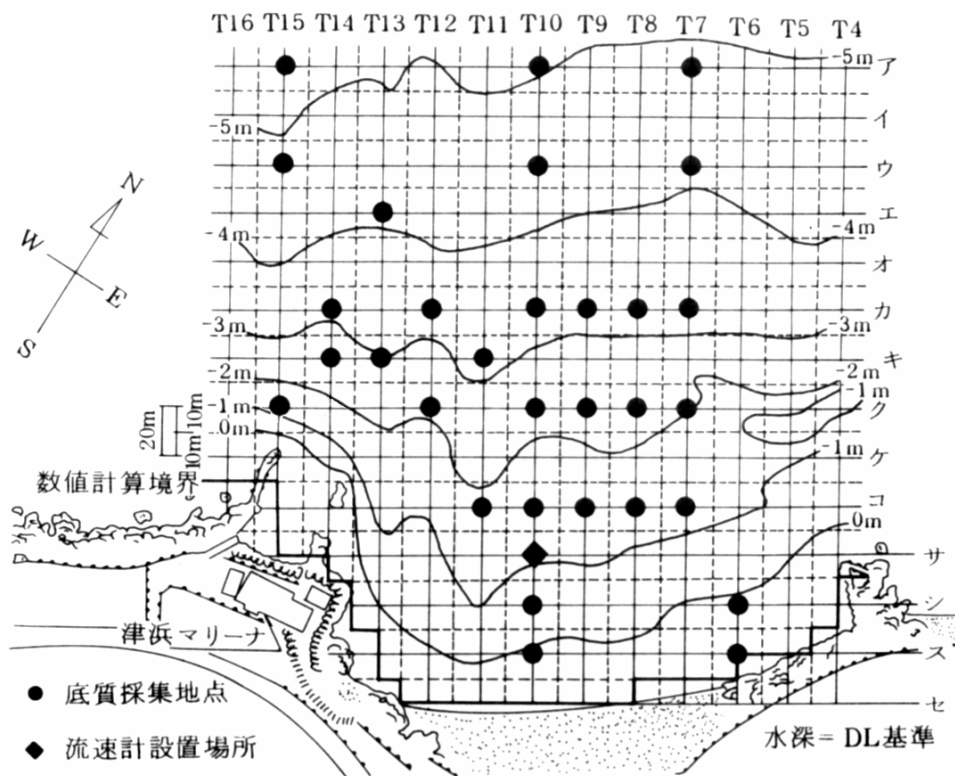 T16 T15 T14 T13 T12 T11 T10 T9 T8 T7 T6 T5 T4
-5m ア
イ
-5m
ウ
エ
-4m
-4m
オ
カ
-3m
-3m
キ
-2m
-2m
-1m
-1m
ク
0m
-1m
ケ
コ
0m
サ
シ
ス
セ
N
W
E
S
20m
10m
10m
数値計算境界
津浜マリーナ
● 底質採集地点
◆ 流速計設置場所
水深=DL基準